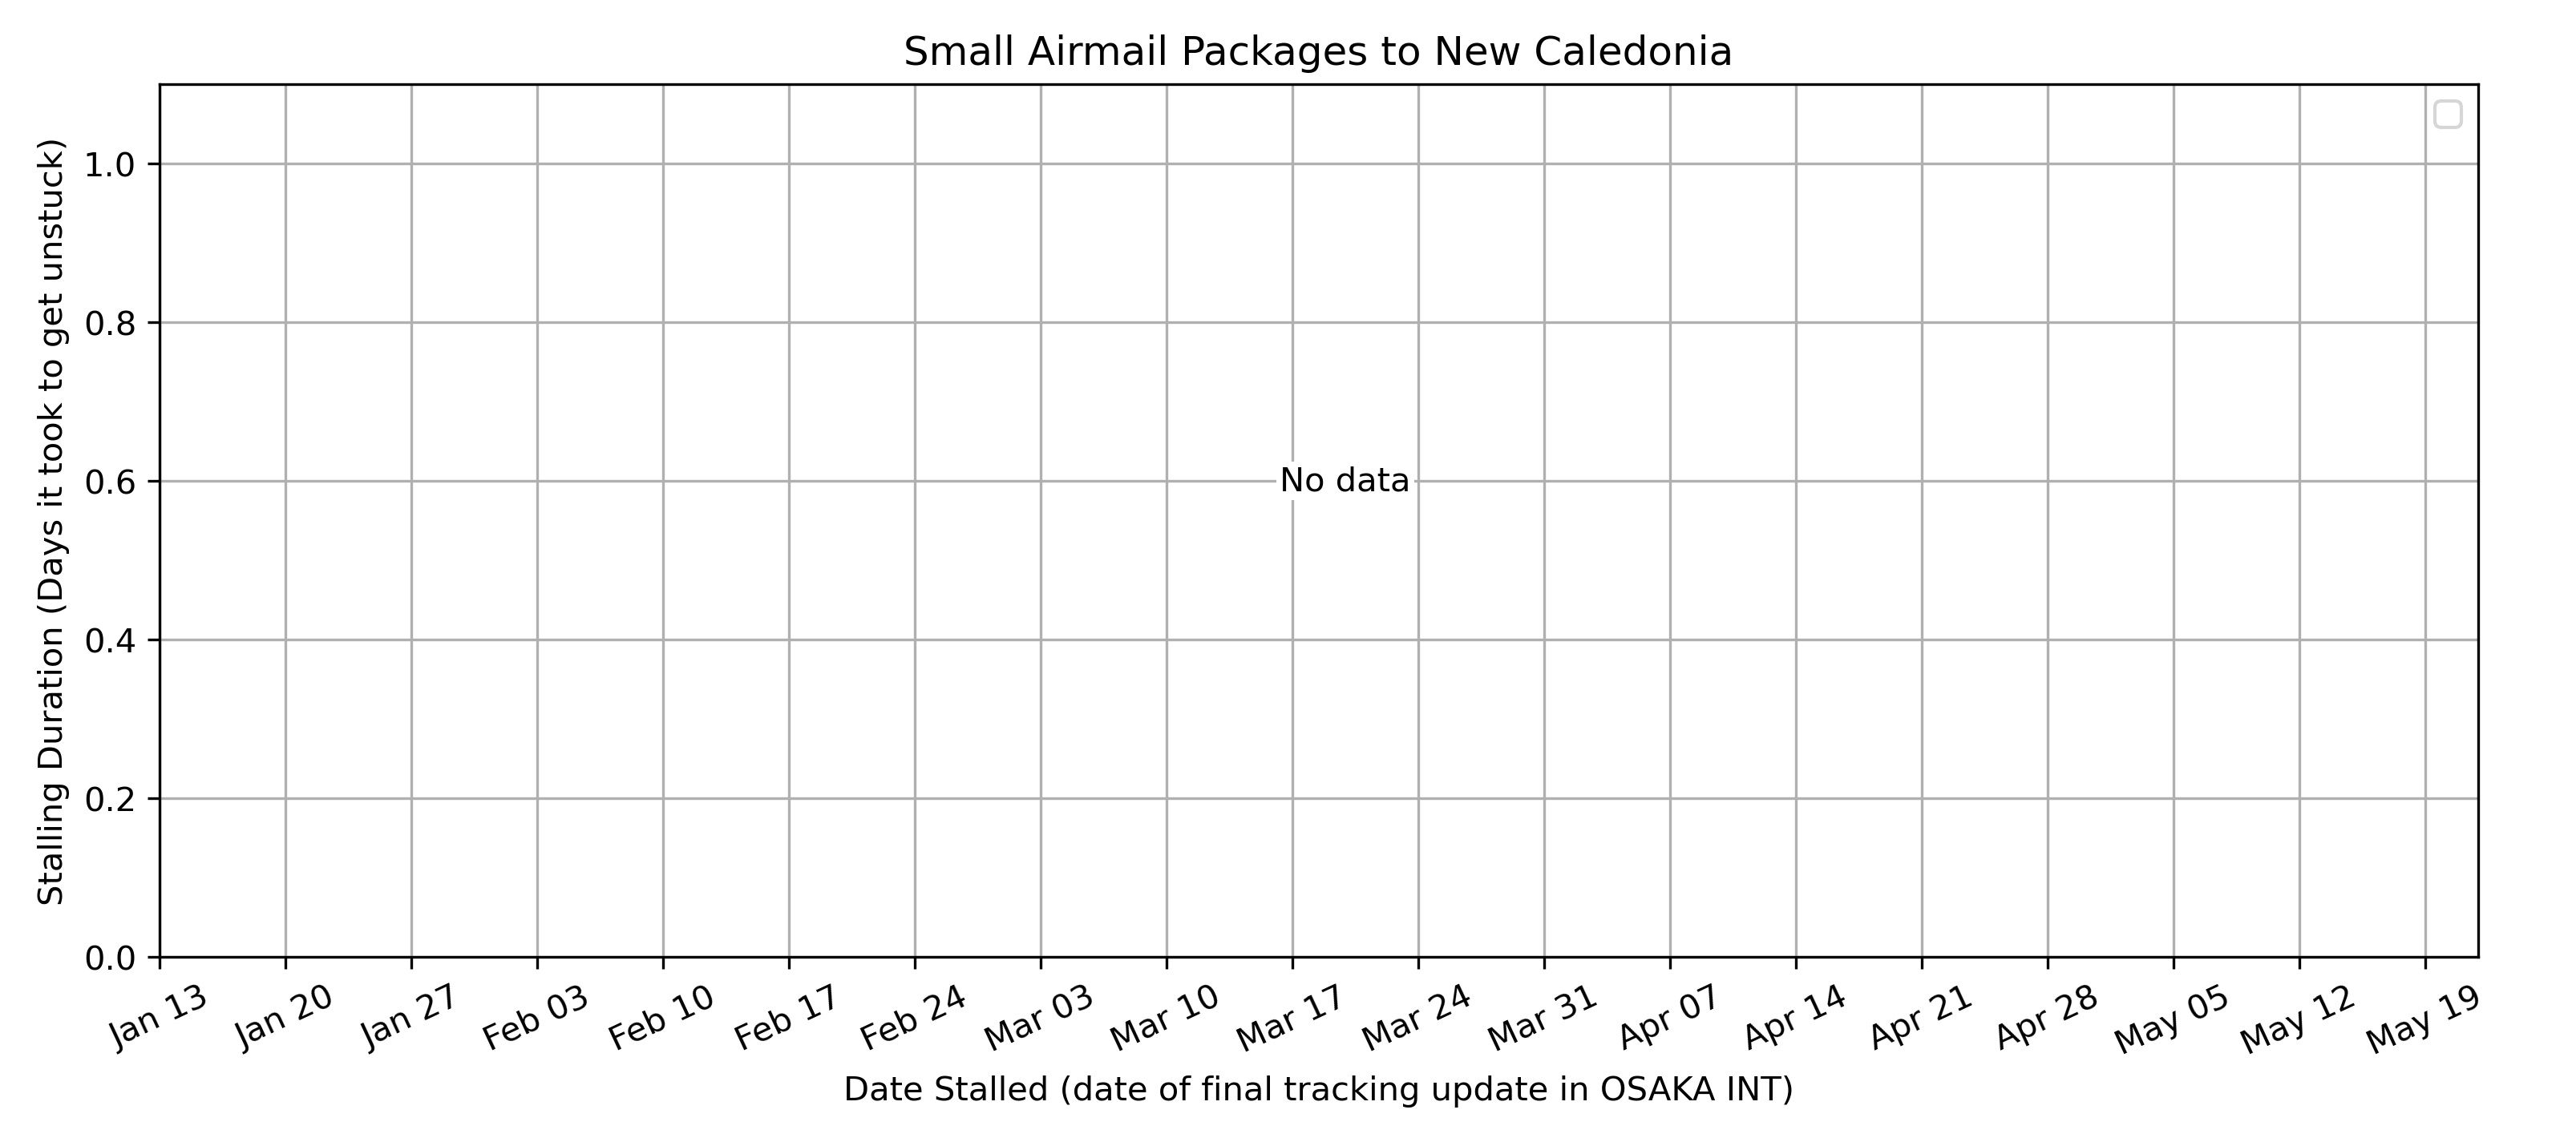 Small Airmail Packages to New Caledonia
Stalling Duration (Days it took to get unstuck)
1.0
0.8
0.6
0.4
0.2
0.0
No data
Jan 13
Jan 20
Jan 27
Feb 03
Feb 10
Feb 17
Feb 24
Mar 03
Mar 10
Mar 17
Mar 24
Mar 31
Apr 07
Apr 14
Apr 21
Apr 28
May 05
May 12
May 19
Date Stalled (date of final tracking update in OSAKA INT)